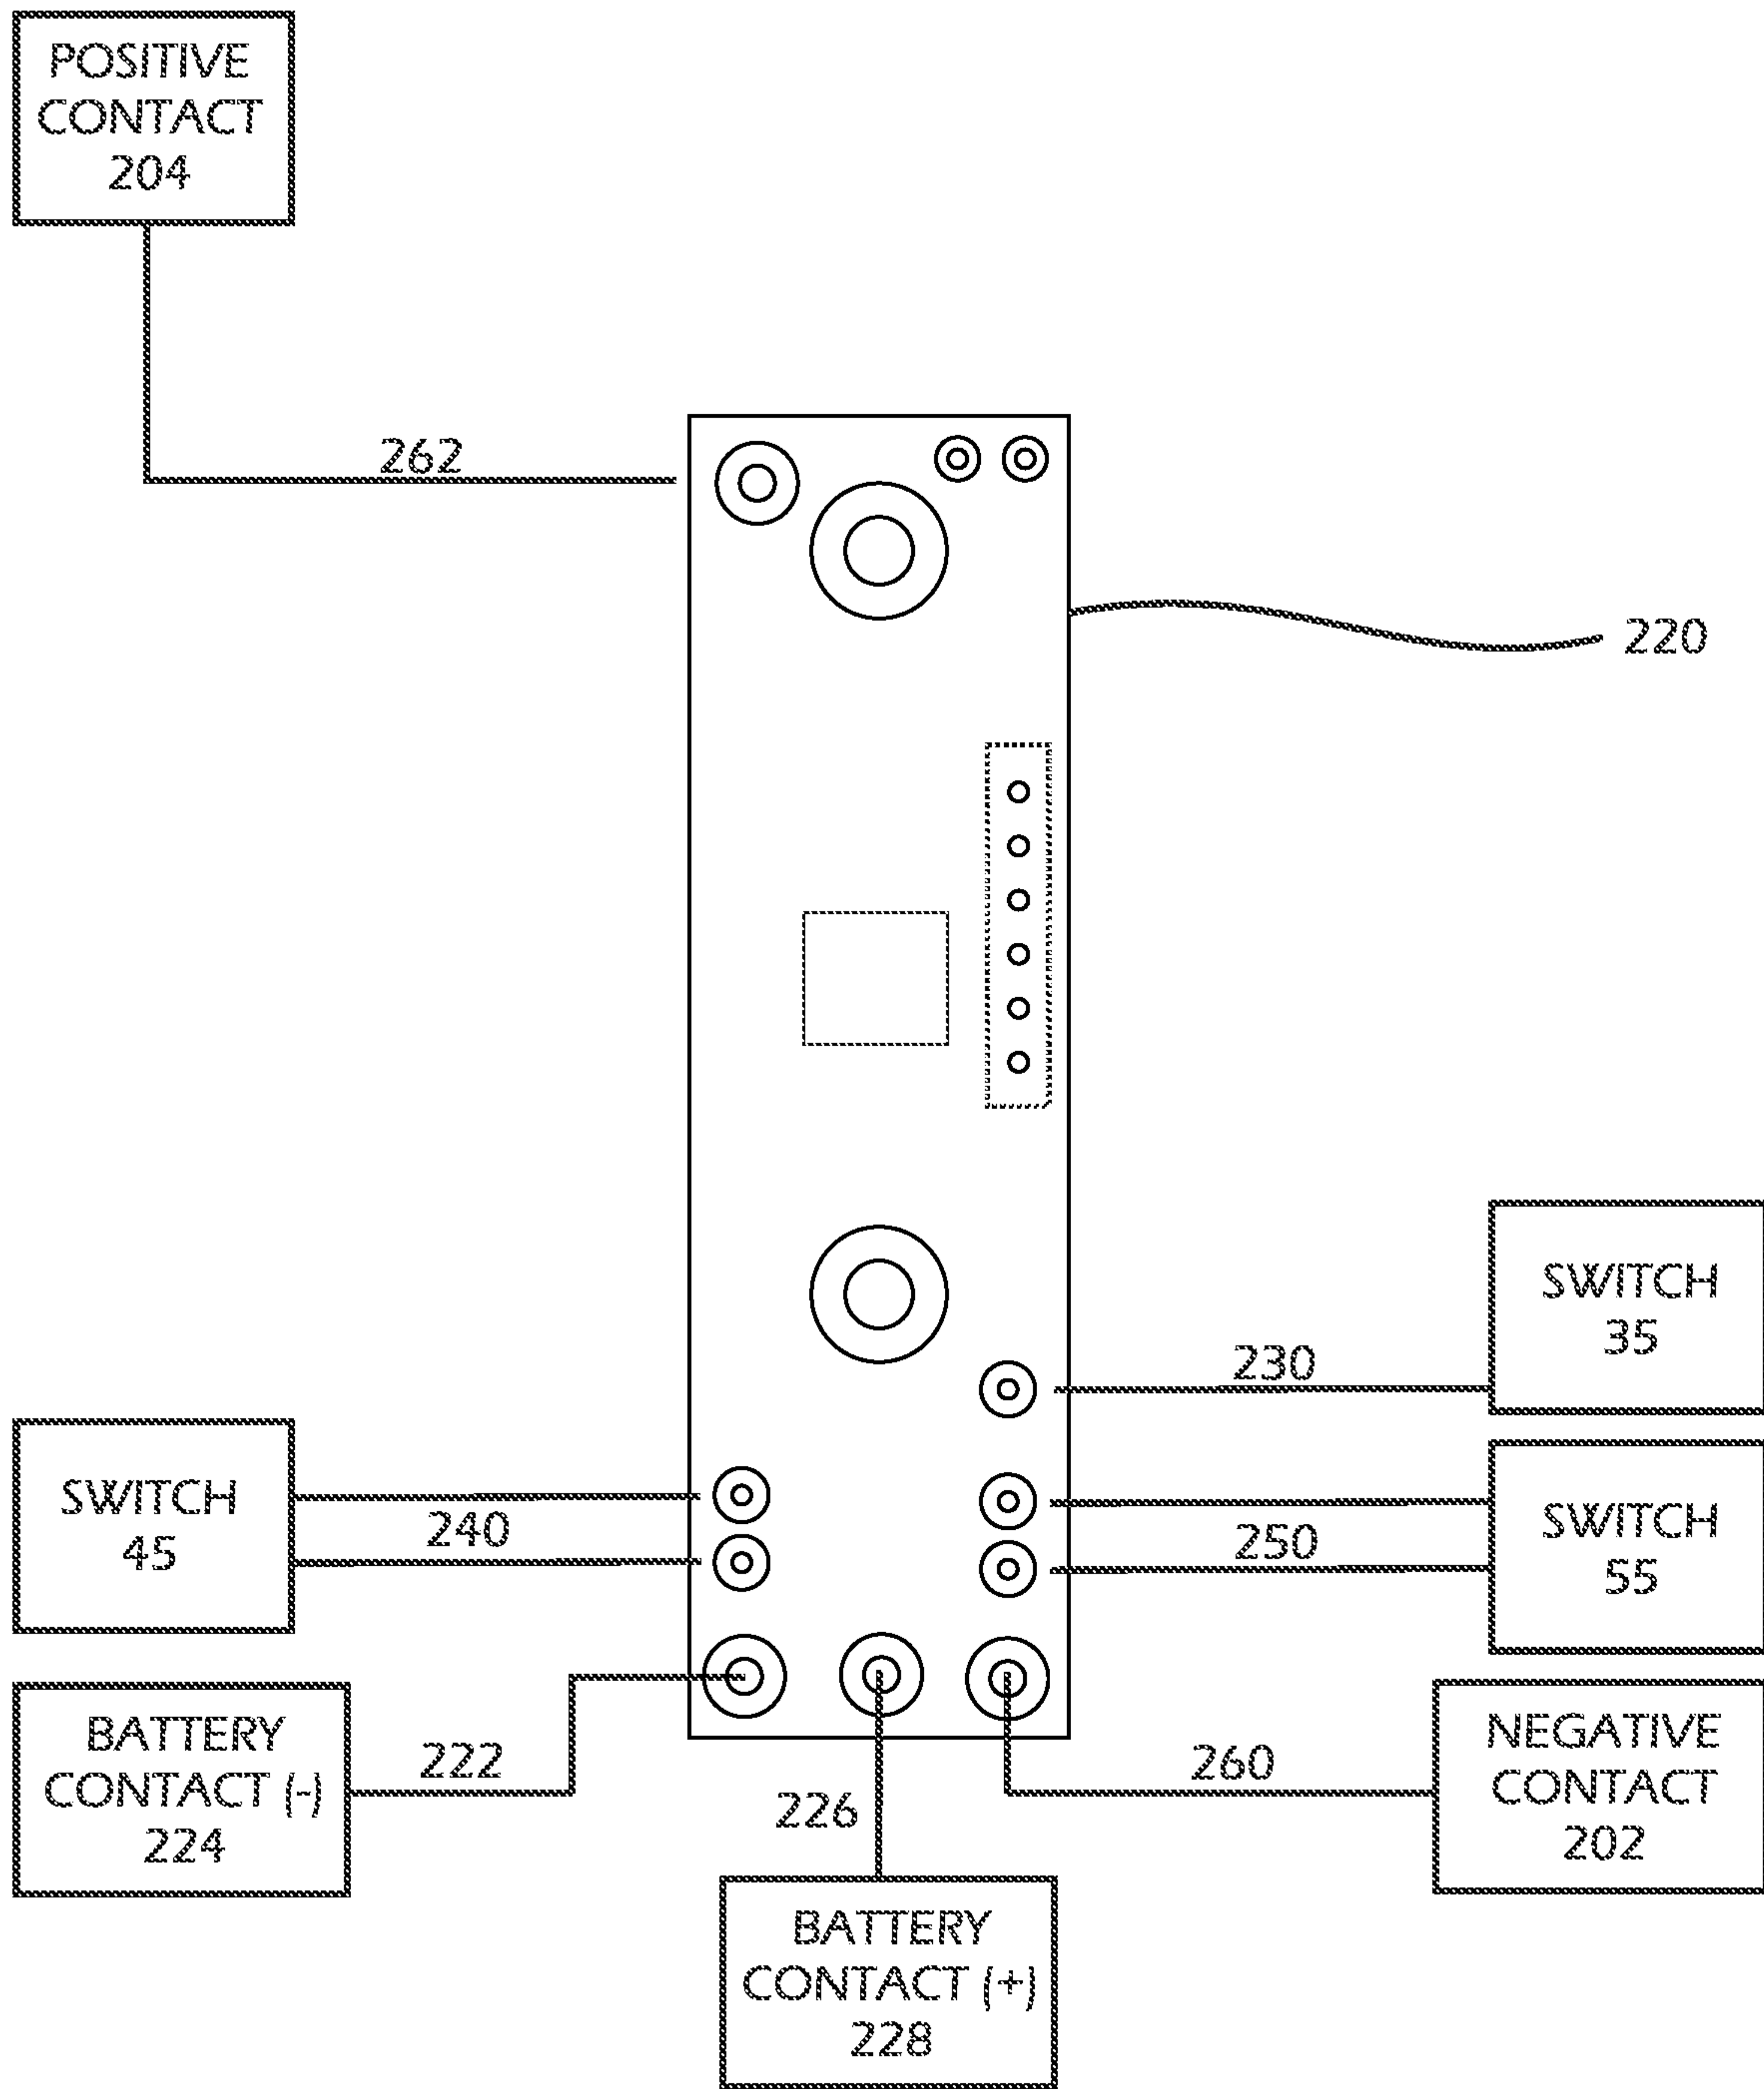 POSITIVE
CONTACT
204
262
220
SWITCH
35
230
SWITCH
45
240
250
SWITCH
55
BATTERY
CONTACT (-)
224
222
226
260
NEGATIVE
CONTACT
202
BATTERY
CONTACT (+)
228